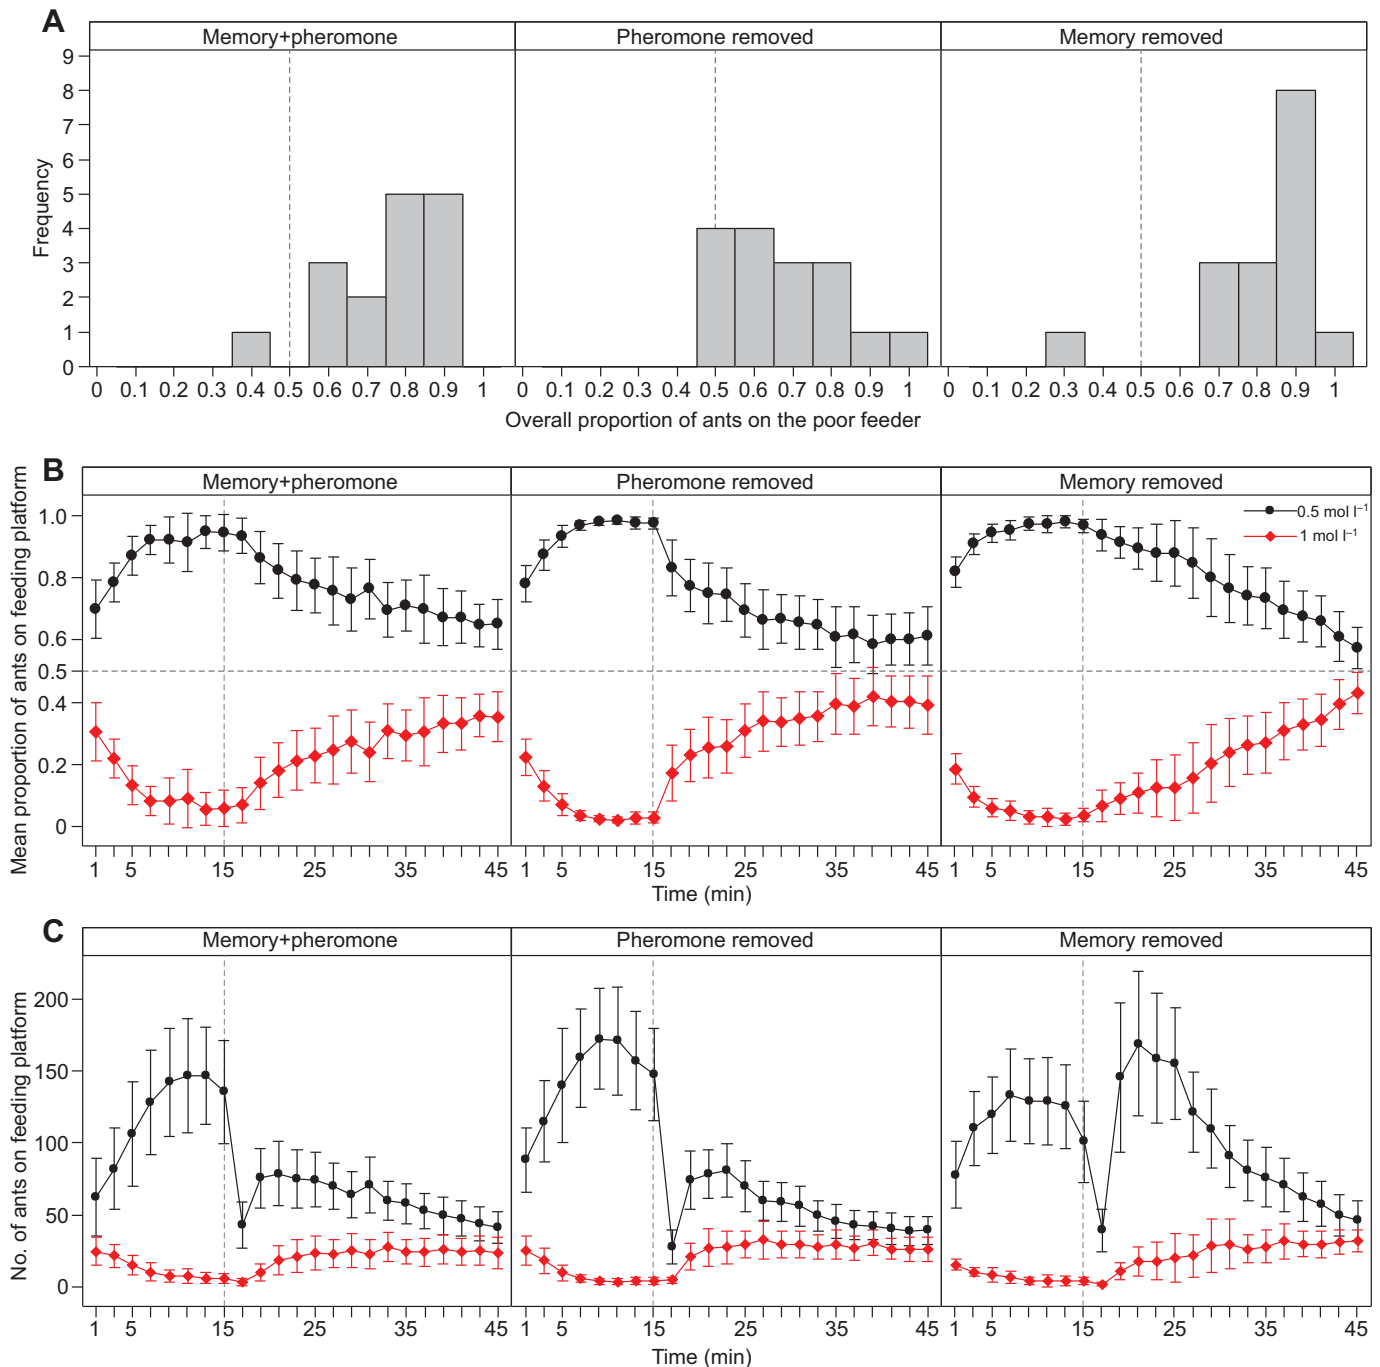 A
Memory+pheromone Pheromone removed Memory removed
Frequency
9
8
7
6
5
4
3
2
1
0
0 0.1 0.2 0.3 0.4 0.5 0.6 0.7 0.8 0.9 1 0 0.1 0.2 0.3 0.4 0.5 0.6 0.7 0.8 0.9 1 0 0.1 0.2 0.3 0.4 0.5 0.6 0.7 0.8 0.9 1
Overall proportion of ants on the poor feeder
B
Memory+pheromone Pheromone removed Memory removed
Mean proportion of ants on feeding platform
1.0
0.8
0.6
0.5
0.4
0.2
0
0.5 mol l⁻¹
1 mol l⁻¹
1 5 15 25 35 45 1 5 15 25 35 45 1 5 15 25 35 45
Time (min)
C
Memory+pheromone Pheromone removed Memory removed
No. of ants on feeding platform
200
150
100
50
0
1 5 15 25 35 45 1 5 15 25 35 45 1 5 15 25 35 45
Time (min)